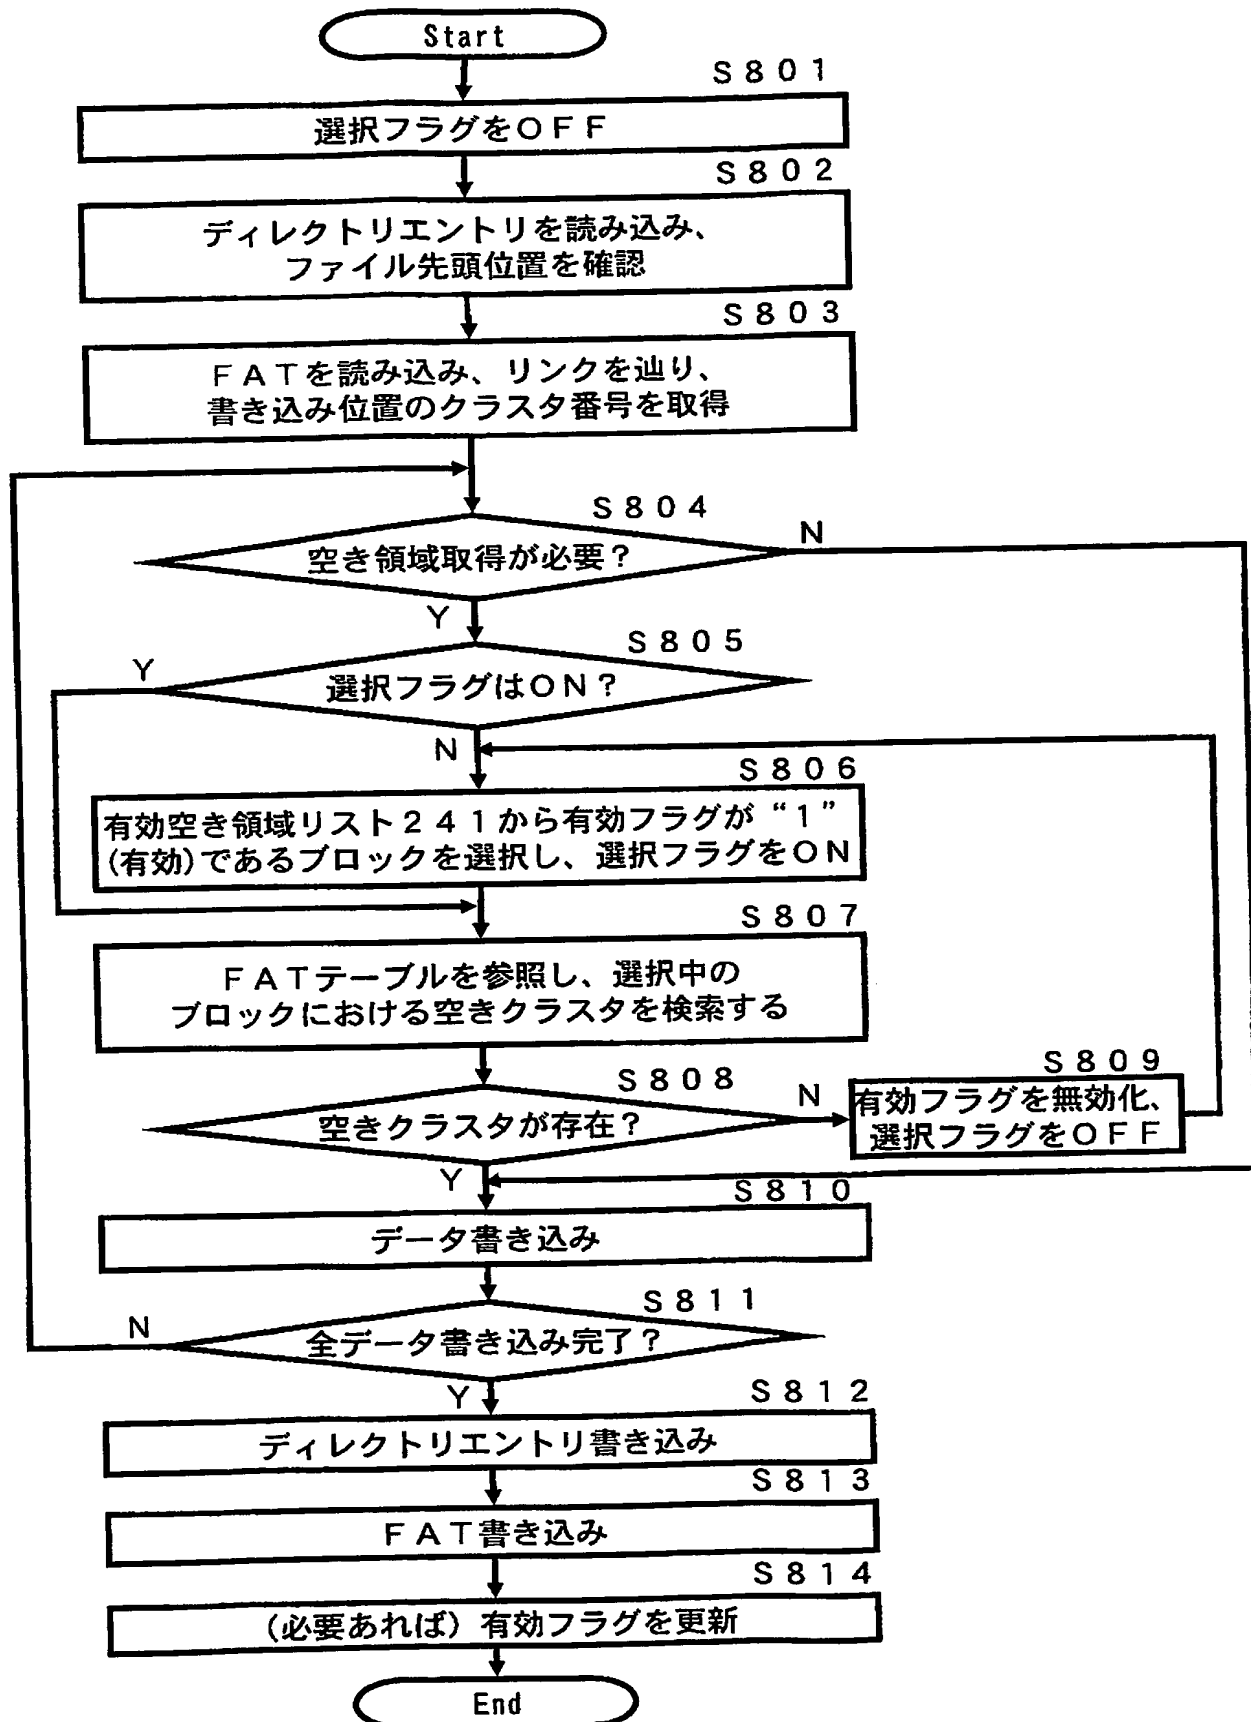 Start
S801
選択フラグをOFF
S802
ディレクトリエントリを読み込み、
ファイル先頭位置を確認
S803
FATを読み込み、リンクを辿り、
書き込み位置のクラスタ番号を取得
S804
空き領域取得が必要?
N
Y
S805
Y
選択フラグはON?
N
S806
有効空き領域リスト241から有効フラグが“1”
(有効)であるブロックを選択し、選択フラグをON
S807
FATテーブルを参照し、選択中の
ブロックにおける空きクラスタを検索する
S808
空きクラスタが存在?
N
S809
有効フラグを無効化、
選択フラグをOFF
Y
S810
データ書き込み
S811
N
全データ書き込み完了?
Y
S812
ディレクトリエントリ書き込み
S813
FAT書き込み
S814
(必要あれば)有効フラグを更新
End